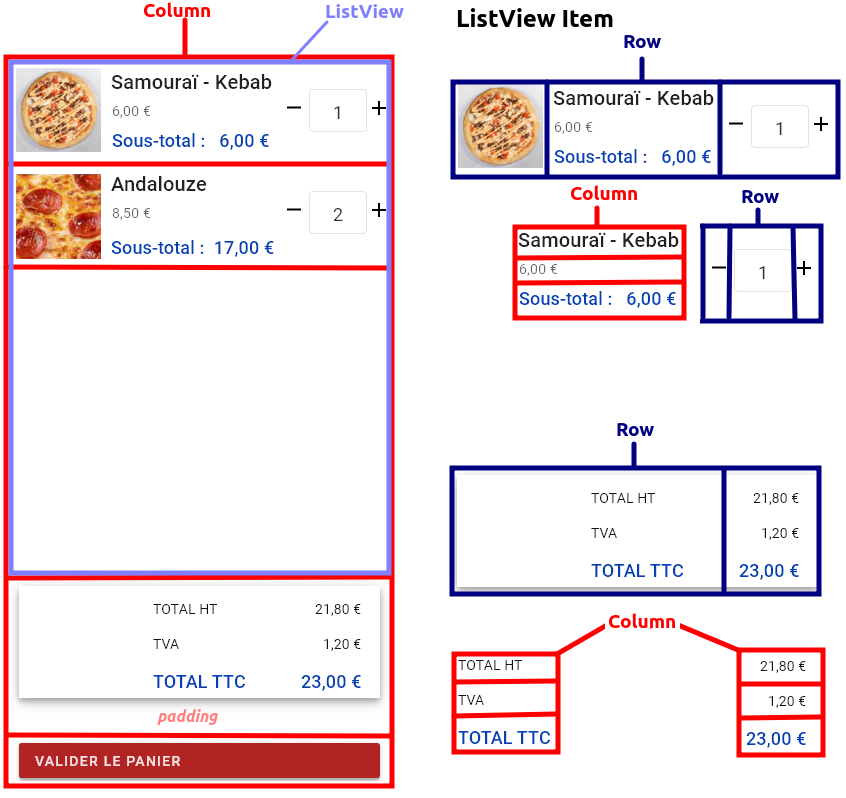 Column
ListView
Samouraï - Kebab
6,00 €
Sous-total : 6,00 €
1
Andalouze
8,50 €
Sous-total : 17,00 €
2
TOTAL HT 21,80 €
TVA 1,20 €
TOTAL TTC 23,00 €
padding
VALIDER LE PANIER
ListView Item
Row
Samouraï - Kebab
6,00 €
Sous-total : 6,00 €
1
Column
Samouraï - Kebab
6,00 €
Sous-total : 6,00 €
Row
1
Row
TOTAL HT 21,80 €
TVA 1,20 €
TOTAL TTC 23,00 €
Column
TOTAL HT 21,80 €
TVA 1,20 €
TOTAL TTC 23,00 €